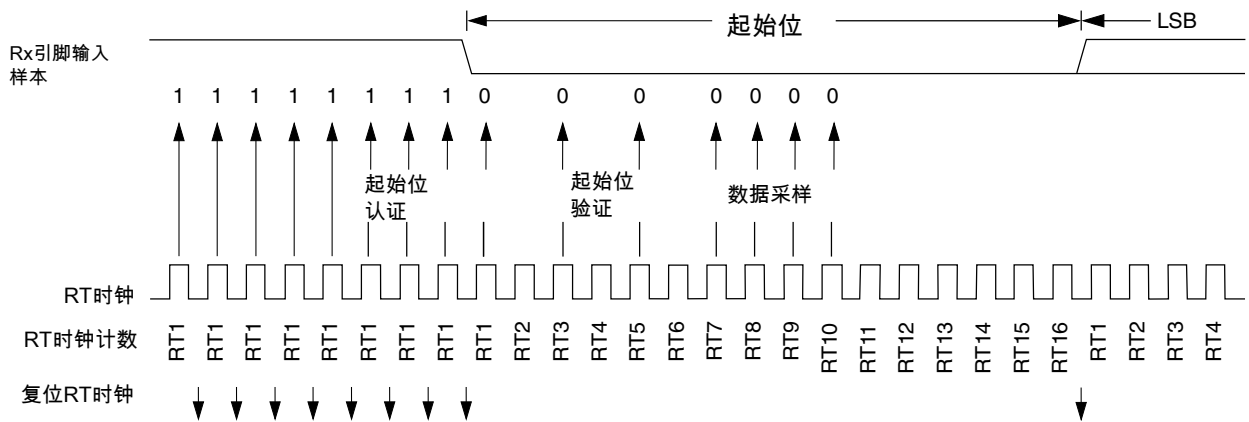 起始位
LSB
Rx引脚输入
样本
1 1 1 1 1 1 1 1 0 0 0 0 0 0 0
起始位
认证
起始位
验证
数据采样
RT时钟
RT时钟计数
RT1 RT1 RT1 RT1 RT1 RT1 RT1 RT1 RT1 RT2 RT3 RT4 RT5 RT6 RT7 RT8 RT9 RT10 RT11 RT12 RT13 RT14 RT15 RT16 RT1 RT2 RT3 RT4
复位RT时钟